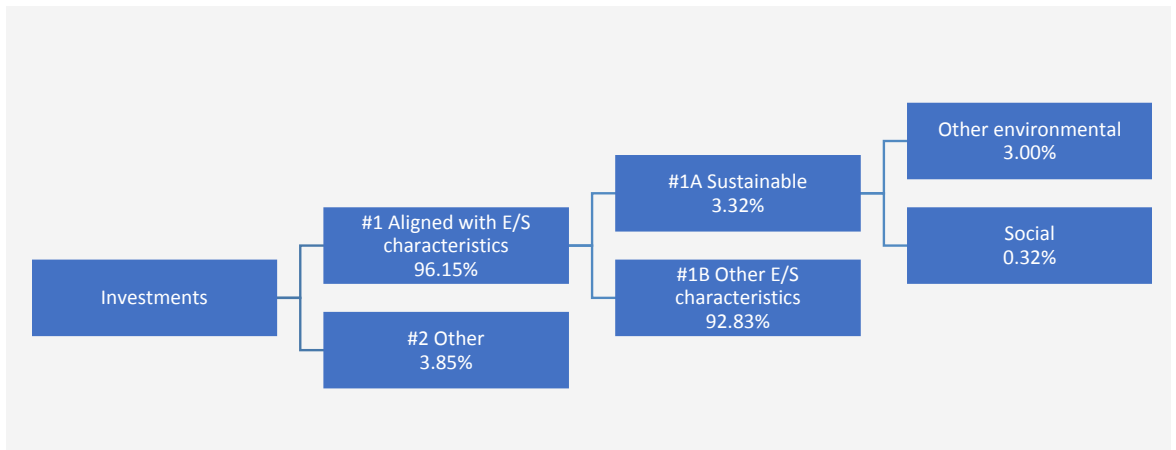 Investments
#1 Aligned with E/S
characteristics
96.15%
#2 Other
3.85%
#1A Sustainable
3.32%
#1B Other E/S
characteristics
92.83%
Other environmental
3.00%
Social
0.32%